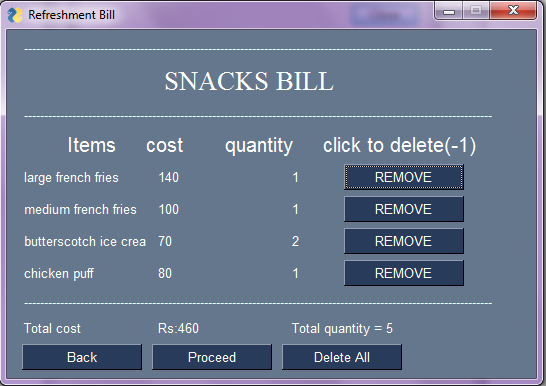 Refreshment Bill
SNACKS BILL
Items cost quantity click to delete(-1)
large french fries 140 1 REMOVE
medium french fries 100 1 REMOVE
butterscotch ice crea 70 2 REMOVE
chicken puff 80 1 REMOVE
Total cost Rs:460 Total quantity = 5
Back Proceed Delete All